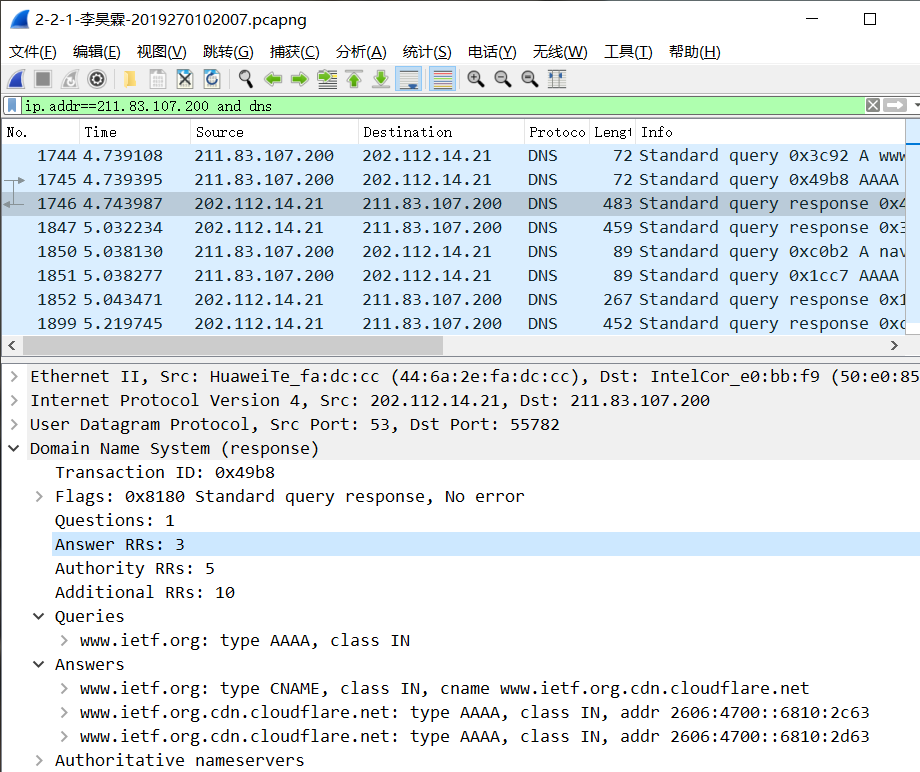 2-2-1-李昊霖-2019270102007.pcapng
文件(F) 编辑(E) 视图(V) 跳转(G) 捕获(C) 分析(A) 统计(S) 电话(Y) 无线(W) 工具(T) 帮助(H)
ip.addr==211.83.107.200 and dns
No. Time Source Destination Protoco Lengt Info
1744 4.739108 211.83.107.200 202.112.14.21 DNS 72 Standard query 0x3c92 A www
1745 4.739395 211.83.107.200 202.112.14.21 DNS 72 Standard query 0x49b8 AAAA
1746 4.743987 202.112.14.21 211.83.107.200 DNS 483 Standard query response 0x4
1847 5.032234 202.112.14.21 211.83.107.200 DNS 459 Standard query response 0x3
1850 5.038130 211.83.107.200 202.112.14.21 DNS 89 Standard query 0xc0b2 A nav
1851 5.038277 211.83.107.200 202.112.14.21 DNS 89 Standard query 0x1cc7 AAAA
1852 5.043471 202.112.14.21 211.83.107.200 DNS 267 Standard query response 0x1
1899 5.219745 202.112.14.21 211.83.107.200 DNS 452 Standard query response 0xc
Ethernet II, Src: HuaweiTe_fa:dc:cc (44:6a:2e:fa:dc:cc), Dst: IntelCor_e0:bb:f9 (50:e0:85
Internet Protocol Version 4, Src: 202.112.14.21, Dst: 211.83.107.200
User Datagram Protocol, Src Port: 53, Dst Port: 55782
Domain Name System (response)
Transaction ID: 0x49b8
Flags: 0x8180 Standard query response, No error
Questions: 1
Answer RRs: 3
Authority RRs: 5
Additional RRs: 10
Queries
www.ietf.org: type AAAA, class IN
Answers
www.ietf.org: type CNAME, class IN, cname www.ietf.org.cdn.cloudflare.net
www.ietf.org.cdn.cloudflare.net: type AAAA, class IN, addr 2606:4700::6810:2c63
www.ietf.org.cdn.cloudflare.net: type AAAA, class IN, addr 2606:4700::6810:2d63
Authoritative nameservers